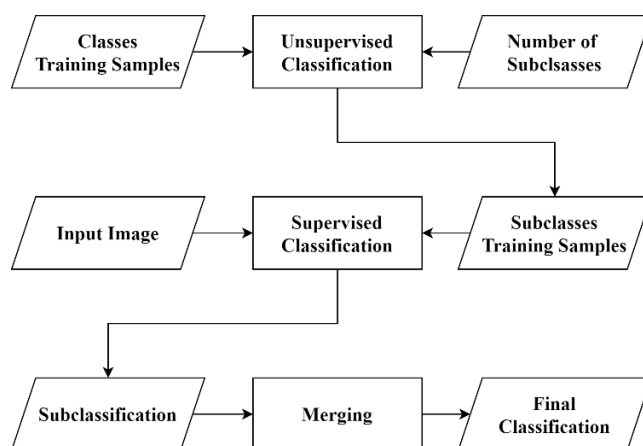 Classes
Training Samples
Unsupervised
Classification
Number of
Subclsasses
Input Image
Supervised
Classification
Subclasses
Training Samples
Subclassification
Merging
Final
Classification